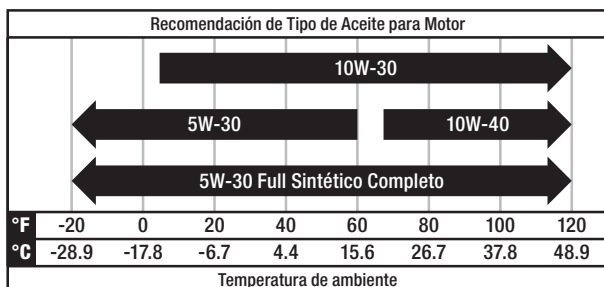 Recomendación de Tipo de Aceite para Motor
10W-30
5W-30 10W-40
5W-30 Full Sintético Completo
°F -20 0 20 40 60 80 100 120
°C -28.9 -17.8 -6.7 4.4 15.6 26.7 37.8 48.9
Temperatura de ambiente